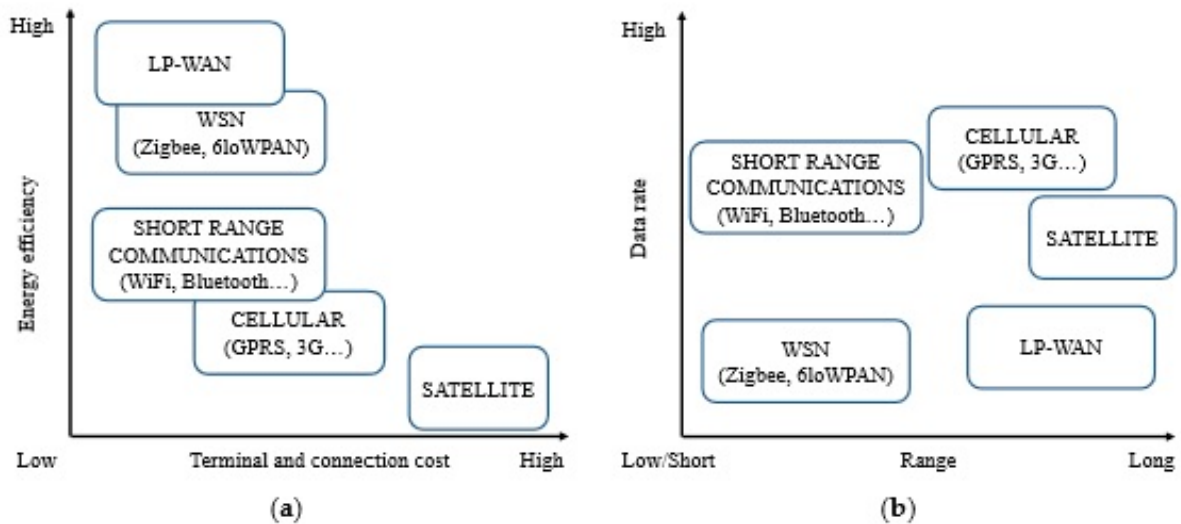 High
LP-WAN
WSN
(Zigbee, 6loWPAN)
SHORT RANGE
COMMUNICATIONS
(WiFi, Bluetooth…)
CELLULAR
(GPRS, 3G…)
SATELLITE
Energy efficiency
Low
Terminal and connection cost
High
(a)
High
CELLULAR
(GPRS, 3G…)
SHORT RANGE
COMMUNICATIONS
(WiFi, Bluetooth…)
SATELLITE
WSN
(Zigbee, 6loWPAN)
LP-WAN
Data rate
Low/Short
Range
Long
(b)